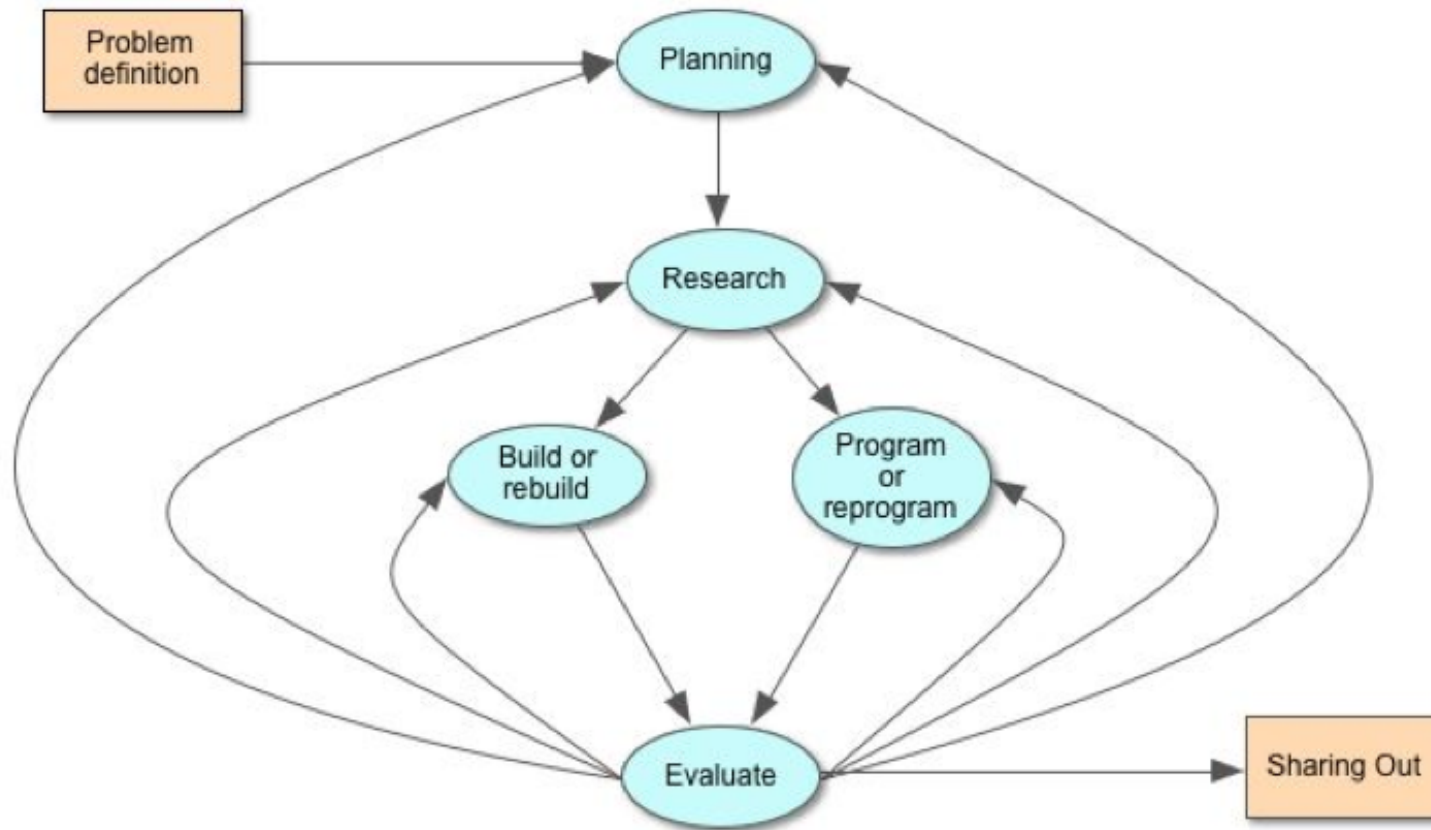 Problem
definition
Planning
Research
Build or
rebuild
Program
or
reprogram
Evaluate
Sharing Out